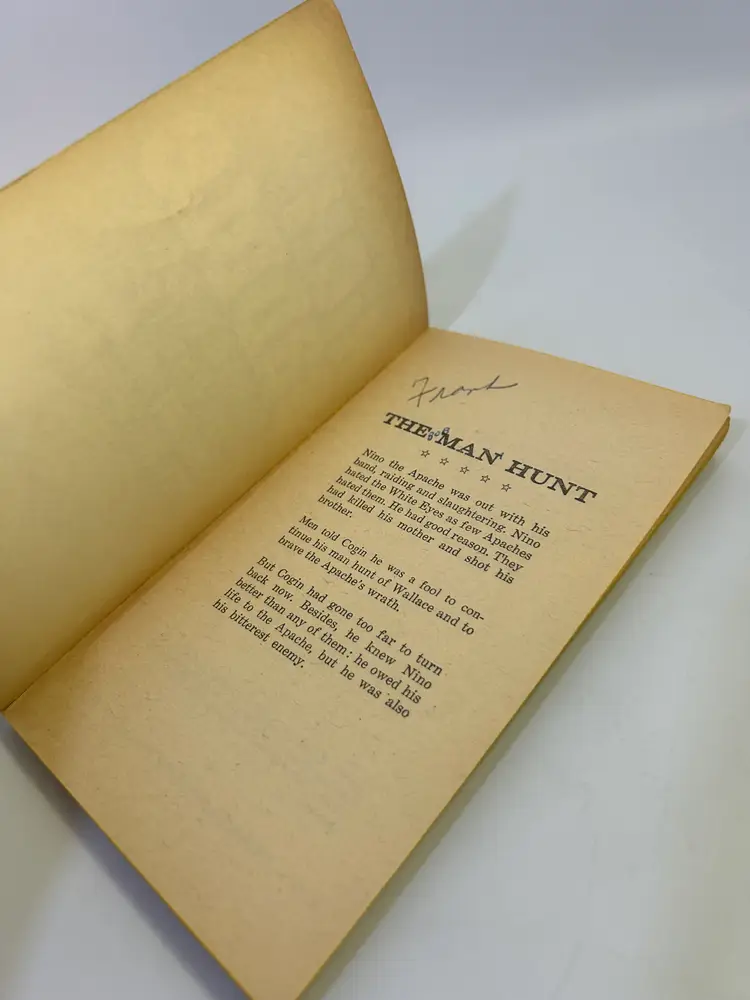 Frank
THE MAN HUNT
☆ ☆ ☆ ☆ ☆
Nino the Apache was out with his
band, raiding and slaughtering. Nino
hated the White Eyes as few Apaches
hated them. He had good reason. They
had killed his mother and shot his
brother.
Men told Cogin he was a fool to con-
tinue his man hunt of Wallace and to
brave the Apache's wrath.
But Cogin had gone too far to turn
back now. Besides, he knew Nino
better than any of them: he owed his
life to the Apache, but he was also
his bitterest enemy.